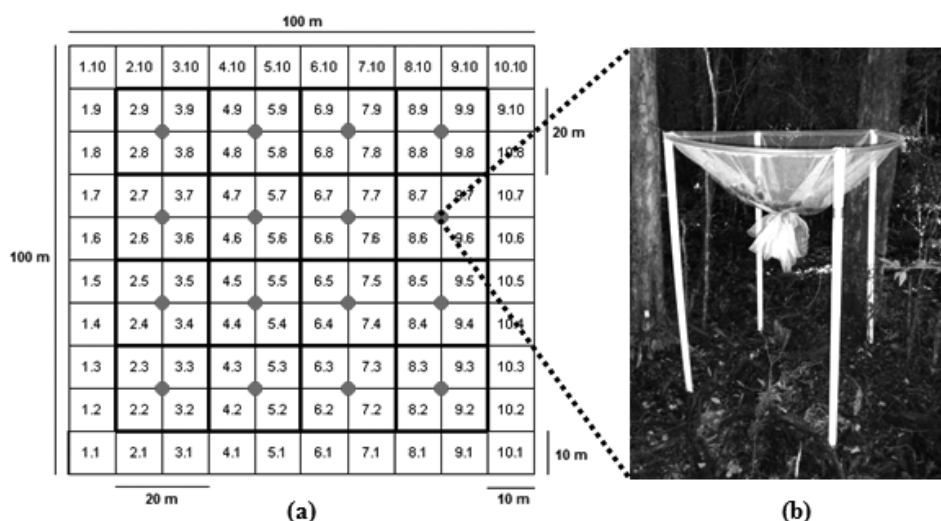 100 m
1.10 2.10 3.10 4.10 5.10 6.10 7.10 8.10 9.10 10.10
1.9 2.9 3.9 4.9 5.9 6.9 7.9 8.9 9.9 9.10
20 m
1.8 2.8 3.8 4.8 5.8 6.8 7.8 8.8 9.8 10.8
1.7 2.7 3.7 4.7 5.7 6.7 7.7 8.7 9.7 10.7
100 m
1.6 2.6 3.6 4.6 5.6 6.6 7.6 8.6 9.6 10.6
1.5 2.5 3.5 4.5 5.5 6.5 7.5 8.5 9.5 10.5
1.4 2.4 3.4 4.4 5.4 6.4 7.4 8.4 9.4 10.4
1.3 2.3 3.3 4.3 5.3 6.3 7.3 8.3 9.3 10.3
1.2 2.2 3.2 4.2 5.2 6.2 7.2 8.2 9.2 10.2
1.1 2.1 3.1 4.1 5.1 6.1 7.1 8.1 9.1 10.1
10 m
20 m
10 m
(a)
(b)